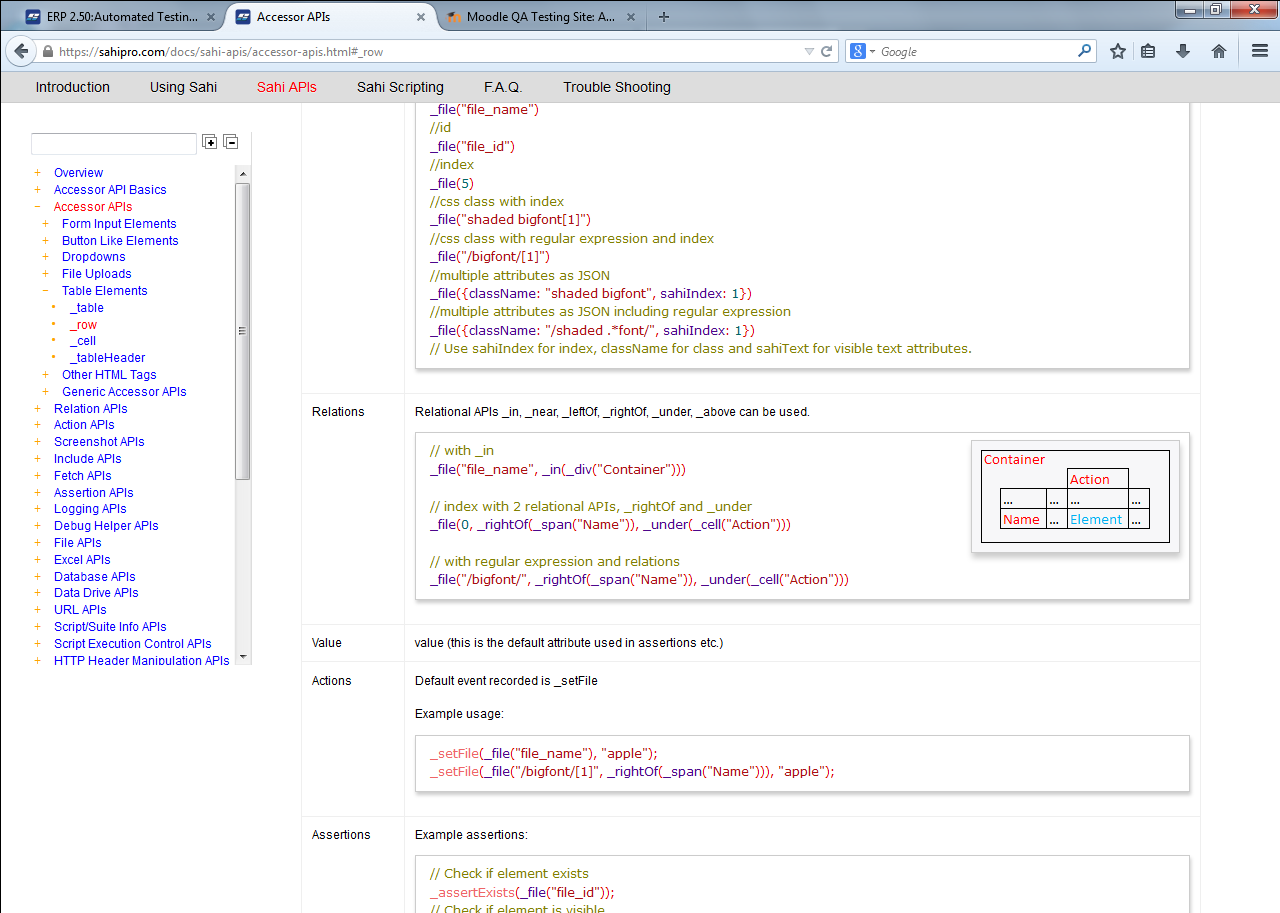 ERP 2.50:Automated Testin...
Accessor APIs
Moodle QA Testing Site: A...
https://sahipro.com/docs/sahi-apis/accessor-apis.html#_row
Google
Introduction
Using Sahi
Sahi APIs
Sahi Scripting
F.A.Q.
Trouble Shooting
Overview
Accessor API Basics
Accessor APIs
Form Input Elements
Button Like Elements
Dropdowns
File Uploads
Table Elements
_table
_row
_cell
_tableHeader
Other HTML Tags
Generic Accessor APIs
Relation APIs
Action APIs
Screenshot APIs
Include APIs
Fetch APIs
Assertion APIs
Logging APIs
Debug Helper APIs
File APIs
Excel APIs
Database APIs
Data Drive APIs
URL APIs
Script/Suite Info APIs
Script Execution Control APIs
HTTP Header Manipulation APIs
_file("file_name")
//id
_file("file_id")
//index
_file(5)
//css class with index
_file("shaded bigfont[1]")
//css class with regular expression and index
_file("/bigfont/[1]")
//multiple attributes as JSON
_file({className: "shaded bigfont", sahiIndex: 1})
//multiple attributes as JSON including regular expression
_file({className: "/shaded .*font/", sahiIndex: 1})
// Use sahiIndex for index, className for class and sahiText for visible text attributes.
Relations
Relational APIs _in, _near, _leftOf, _rightOf, _under, _above can be used.
// with _in
_file("file_name", _in(_div("Container")))
// index with 2 relational APIs, _rightOf and _under
_file(0, _rightOf(_span("Name")), _under(_cell("Action")))
// with regular expression and relations
_file("/bigfont/", _rightOf(_span("Name")), _under(_cell("Action")))
Container
Action
... ... ... ...
Name ... Element ...
Value
value (this is the default attribute used in assertions etc.)
Actions
Default event recorded is _setFile
Example usage:
_setFile(_file("file_name"), "apple");
_setFile(_file("/bigfont/[1]", _rightOf(_span("Name"))), "apple");
Assertions
Example assertions:
// Check if element exists
_assertExists(_file("file_id"));
// Check if element is visible